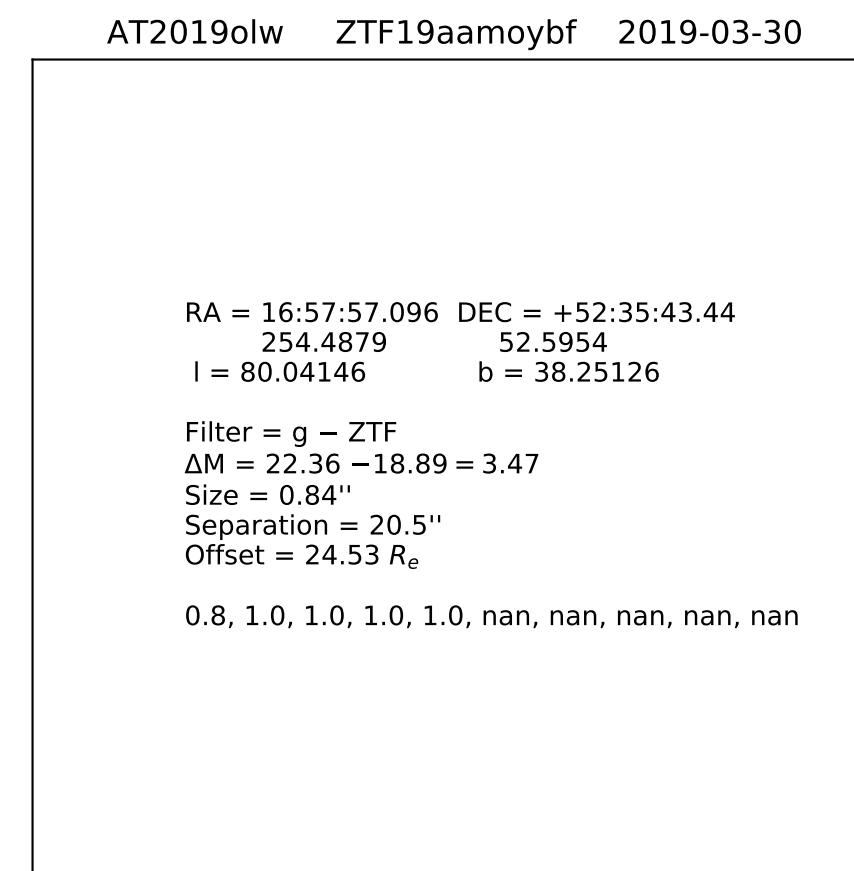 AT2019olw ZTF19aamoybf 2019-03-30
RA = 16:57:57.096 DEC = +52:35:43.44
254.4879 52.5954
l = 80.04146 b = 38.25126
Filter = g − ZTF
ΔM = 22.36 −18.89 = 3.47
Size = 0.84''
Separation = 20.5''
Offset = 24.53 Rₑ
0.8, 1.0, 1.0, 1.0, 1.0, nan, nan, nan, nan, nan